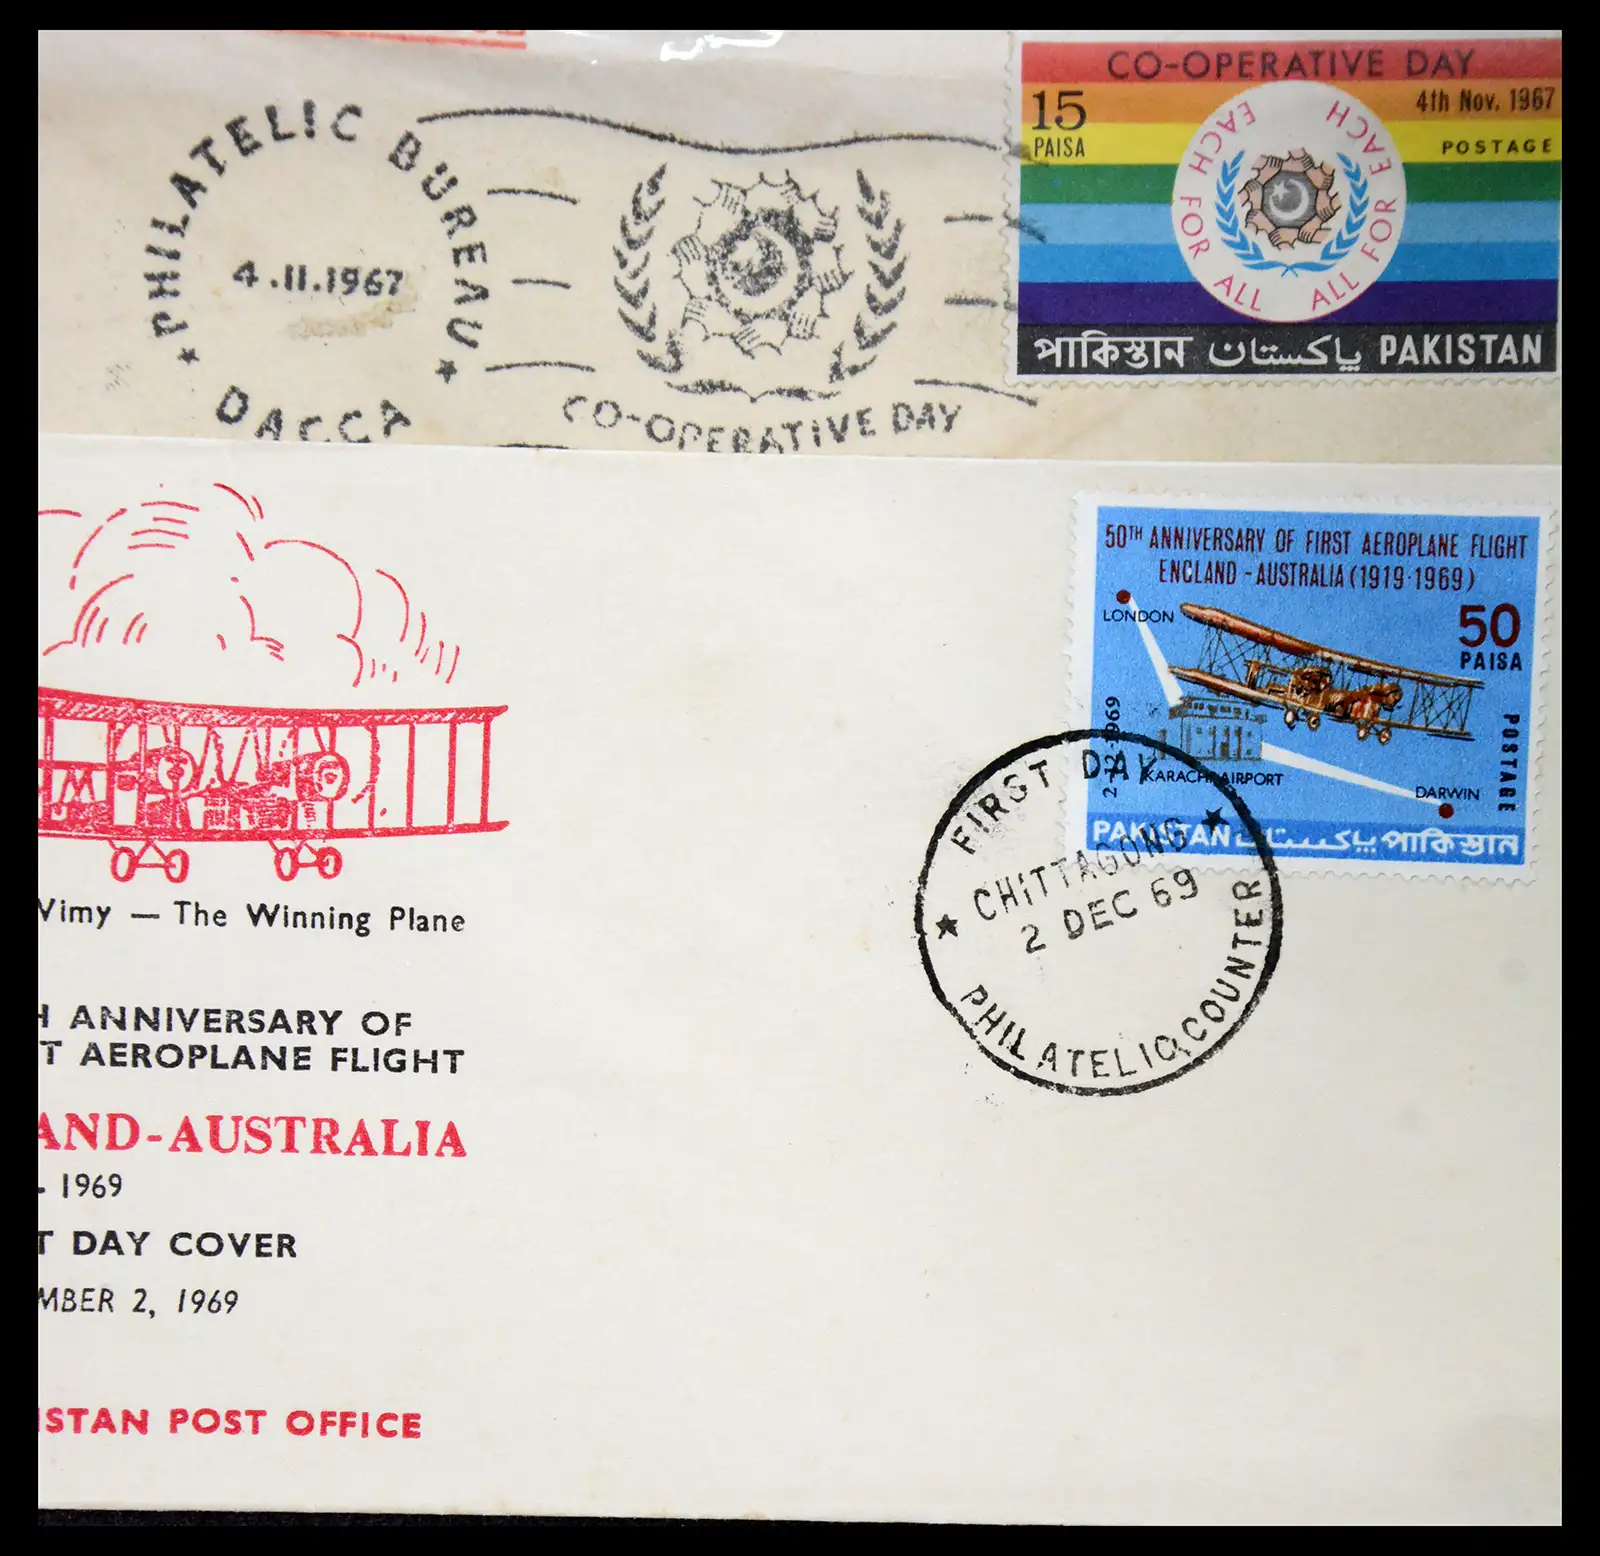 PHILATELIC BUREAU
4.11.1967
DACCA
CO-OPERATIVE DAY
CO-OPERATIVE DAY
15
PAISA
4th Nov. 1967
POSTAGE
EACH FOR ALL ALL FOR EACH
পাকিস্তান پاکستان PAKISTAN
50TH ANNIVERSARY OF FIRST AEROPLANE FLIGHT
ENGLAND - AUSTRALIA (1919-1969)
LONDON
50
PAISA
2-12-1969
POSTAGE
KARACHI AIRPORT
DARWIN
PAKISTAN پاکستان পাকিস্তান
FIRST DAY
CHITTAGONG
2 DEC 69
PHILATELIC COUNTER
Vimy — The Winning Plane
H ANNIVERSARY OF
T AEROPLANE FLIGHT
AND-AUSTRALIA
- 1969
T DAY COVER
MBER 2, 1969
ISTAN POST OFFICE